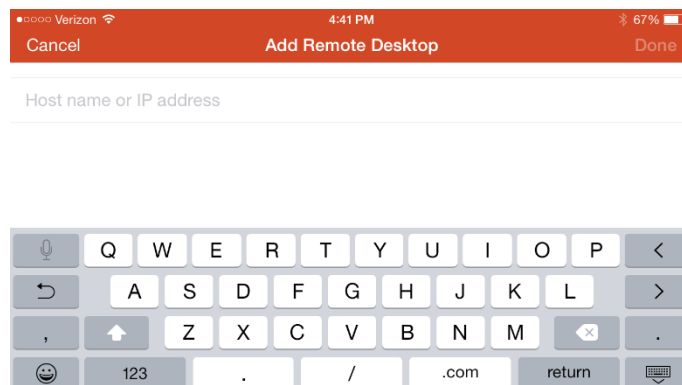 Verizon 4:41 PM 67%
Cancel Add Remote Desktop Done
Host name or IP address
Q W E R T Y U I O P <
A S D F G H J K L >
, Z X C V B N M .
123 . / .com return